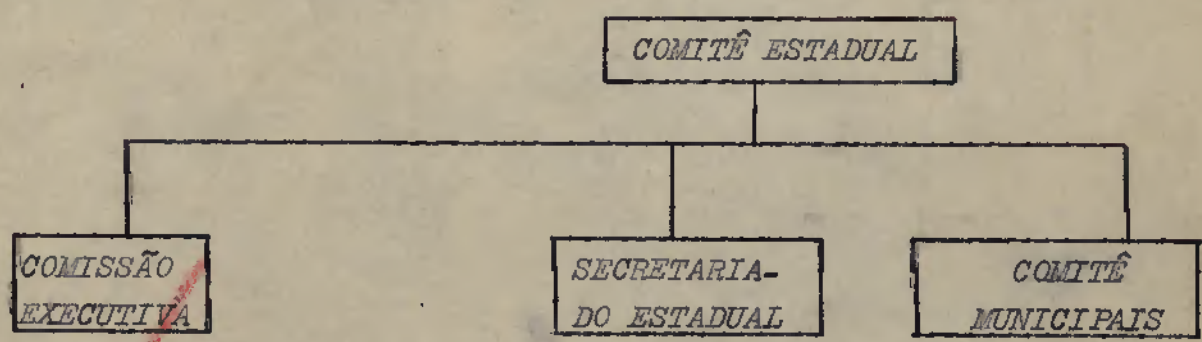 COMITÊ ESTADUAL
COMISSÃO
EXECUTIVA
SECRETARIA-
DO ESTADUAL
COMITÊ
MUNICIPAIS